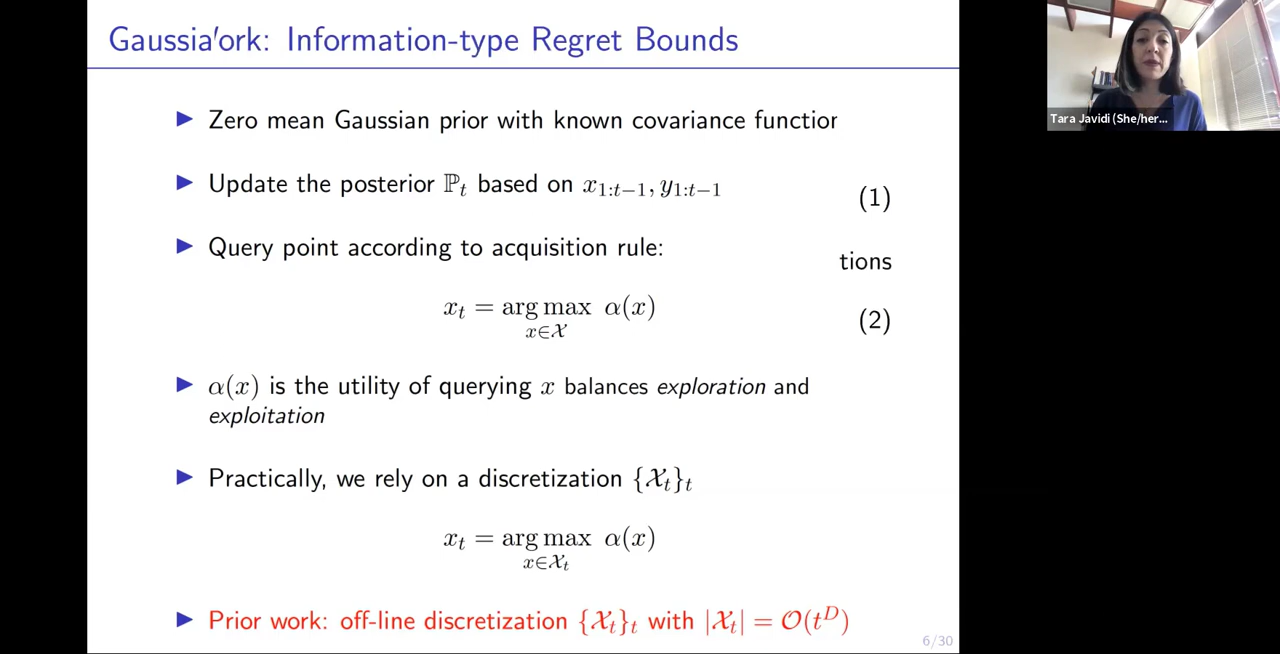 Gaussia'ork: Information-type Regret Bounds
▶ Zero mean Gaussian prior with known covariance function
▶ Update the posterior ℙ_t based on x_{1:t−1}, y_{1:t−1}
(1)
▶ Query point according to acquisition rule:
tions
x_t = arg max_{x∈𝒳} α(x)
(2)
▶ α(x) is the utility of querying x balances exploration and
exploitation
▶ Practically, we rely on a discretization {𝒳_t}_t
x_t = arg max_{x∈𝒳_t} α(x)
▶ Prior work: off-line discretization {𝒳_t}_t with |𝒳_t| = 𝒪(t^D)
6/30
Tara Javidi (She/her...